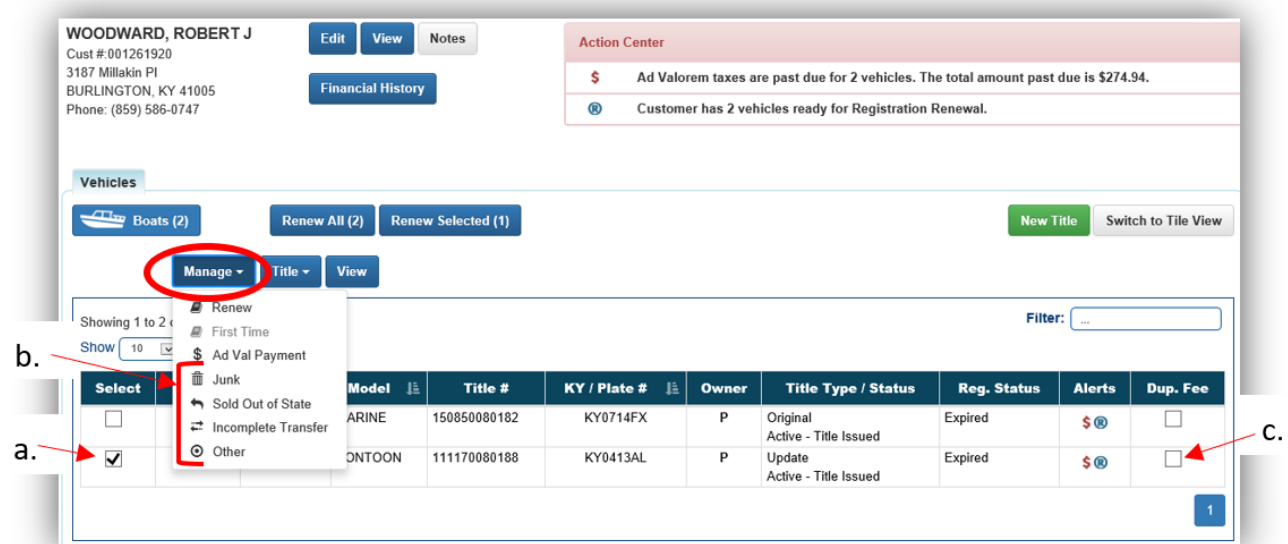 WOODWARD, ROBERT J
Cust #:001261920
3187 Millakin Pl
BURLINGTON, KY 41005
Phone: (859) 586-0747
Edit View Notes
Financial History
Action Center
$ Ad Valorem taxes are past due for 2 vehicles. The total amount past due is $274.94.
® Customer has 2 vehicles ready for Registration Renewal.
Vehicles
Boats (2) Renew All (2) Renew Selected (1) New Title Switch to Tile View
Manage Title View
Renew
First Time
$ Ad Val Payment
Junk
Sold Out of State
Incomplete Transfer
Other
Showing 1 to 2
Show 10
Filter: ...
b.
Select Model Title # KY / Plate # Owner Title Type / Status Reg. Status Alerts Dup. Fee
ARINE 150850080182 KY0714FX P Original Expired $ ®
Active - Title Issued
c.
a.
ONTOON 111170080188 KY0413AL P Update Expired $ ®
Active - Title Issued
1